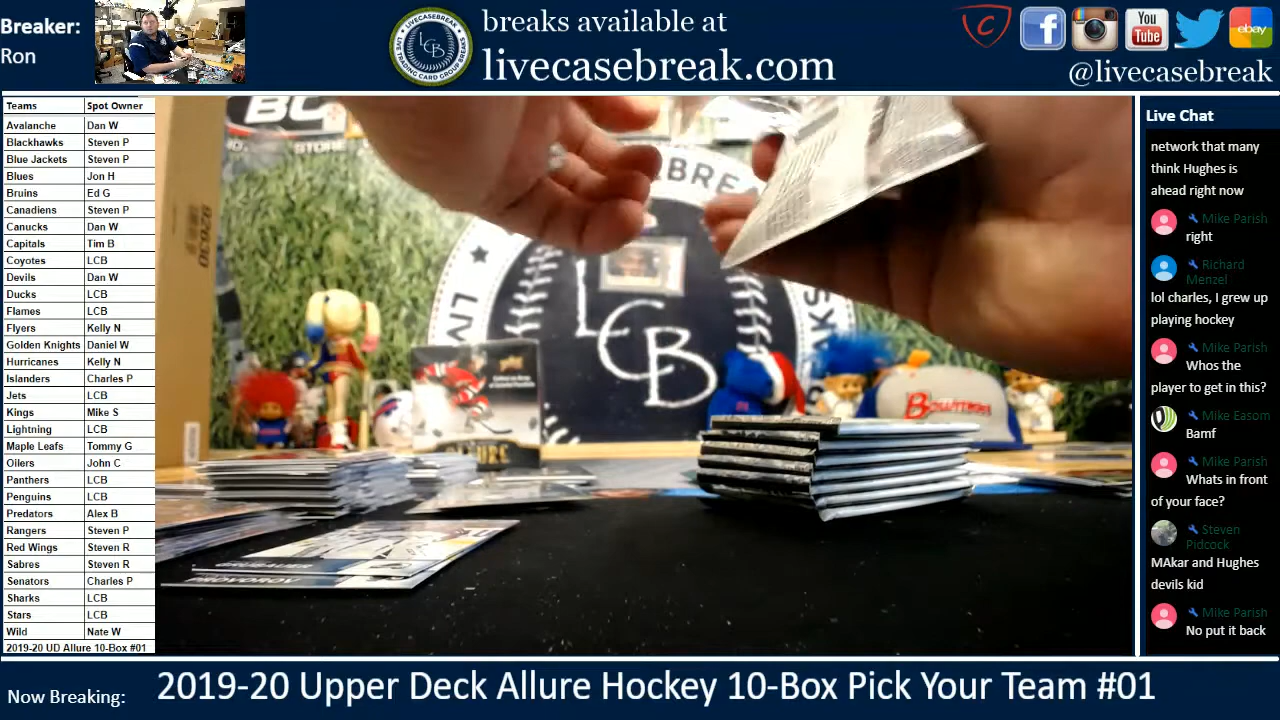 Breaker:
Ron
breaks available at
livecasebreak.com
@livecasebreak
You
Tube
ebay
LCB
Teams Spot Owner
Avalanche Dan W
Blackhawks Steven P
Blue Jackets Steven P
Blues Jon H
Bruins Ed G
Canadiens Steven P
Canucks Dan W
Capitals Tim B
Coyotes LCB
Devils Dan W
Ducks LCB
Flames LCB
Flyers Kelly N
Golden Knights Daniel W
Hurricanes Kelly N
Islanders Charles P
Jets LCB
Kings Mike S
Lightning LCB
Maple Leafs Tommy G
Oilers John C
Panthers LCB
Penguins LCB
Predators Alex B
Rangers Steven P
Red Wings Steven R
Sabres Steven R
Senators Charles P
Sharks LCB
Stars LCB
Wild Nate W
2019-20 UD Allure 10-Box #01
STORE
LCB
Bowman
PROVOROV
Live Chat
network that many
think Hughes is
ahead right now
Mike Parish
right
Richard
Menzel
lol charles, I grew up
playing hockey
Mike Parish
Whos the
player to get in this?
Mike Easom
Bamf
Mike Parish
Whats in front
of your face?
Steven
Pidcock
MAkar and Hughes
devils kid
Mike Parish
No put it back
Now Breaking:
2019-20 Upper Deck Allure Hockey 10-Box Pick Your Team #01